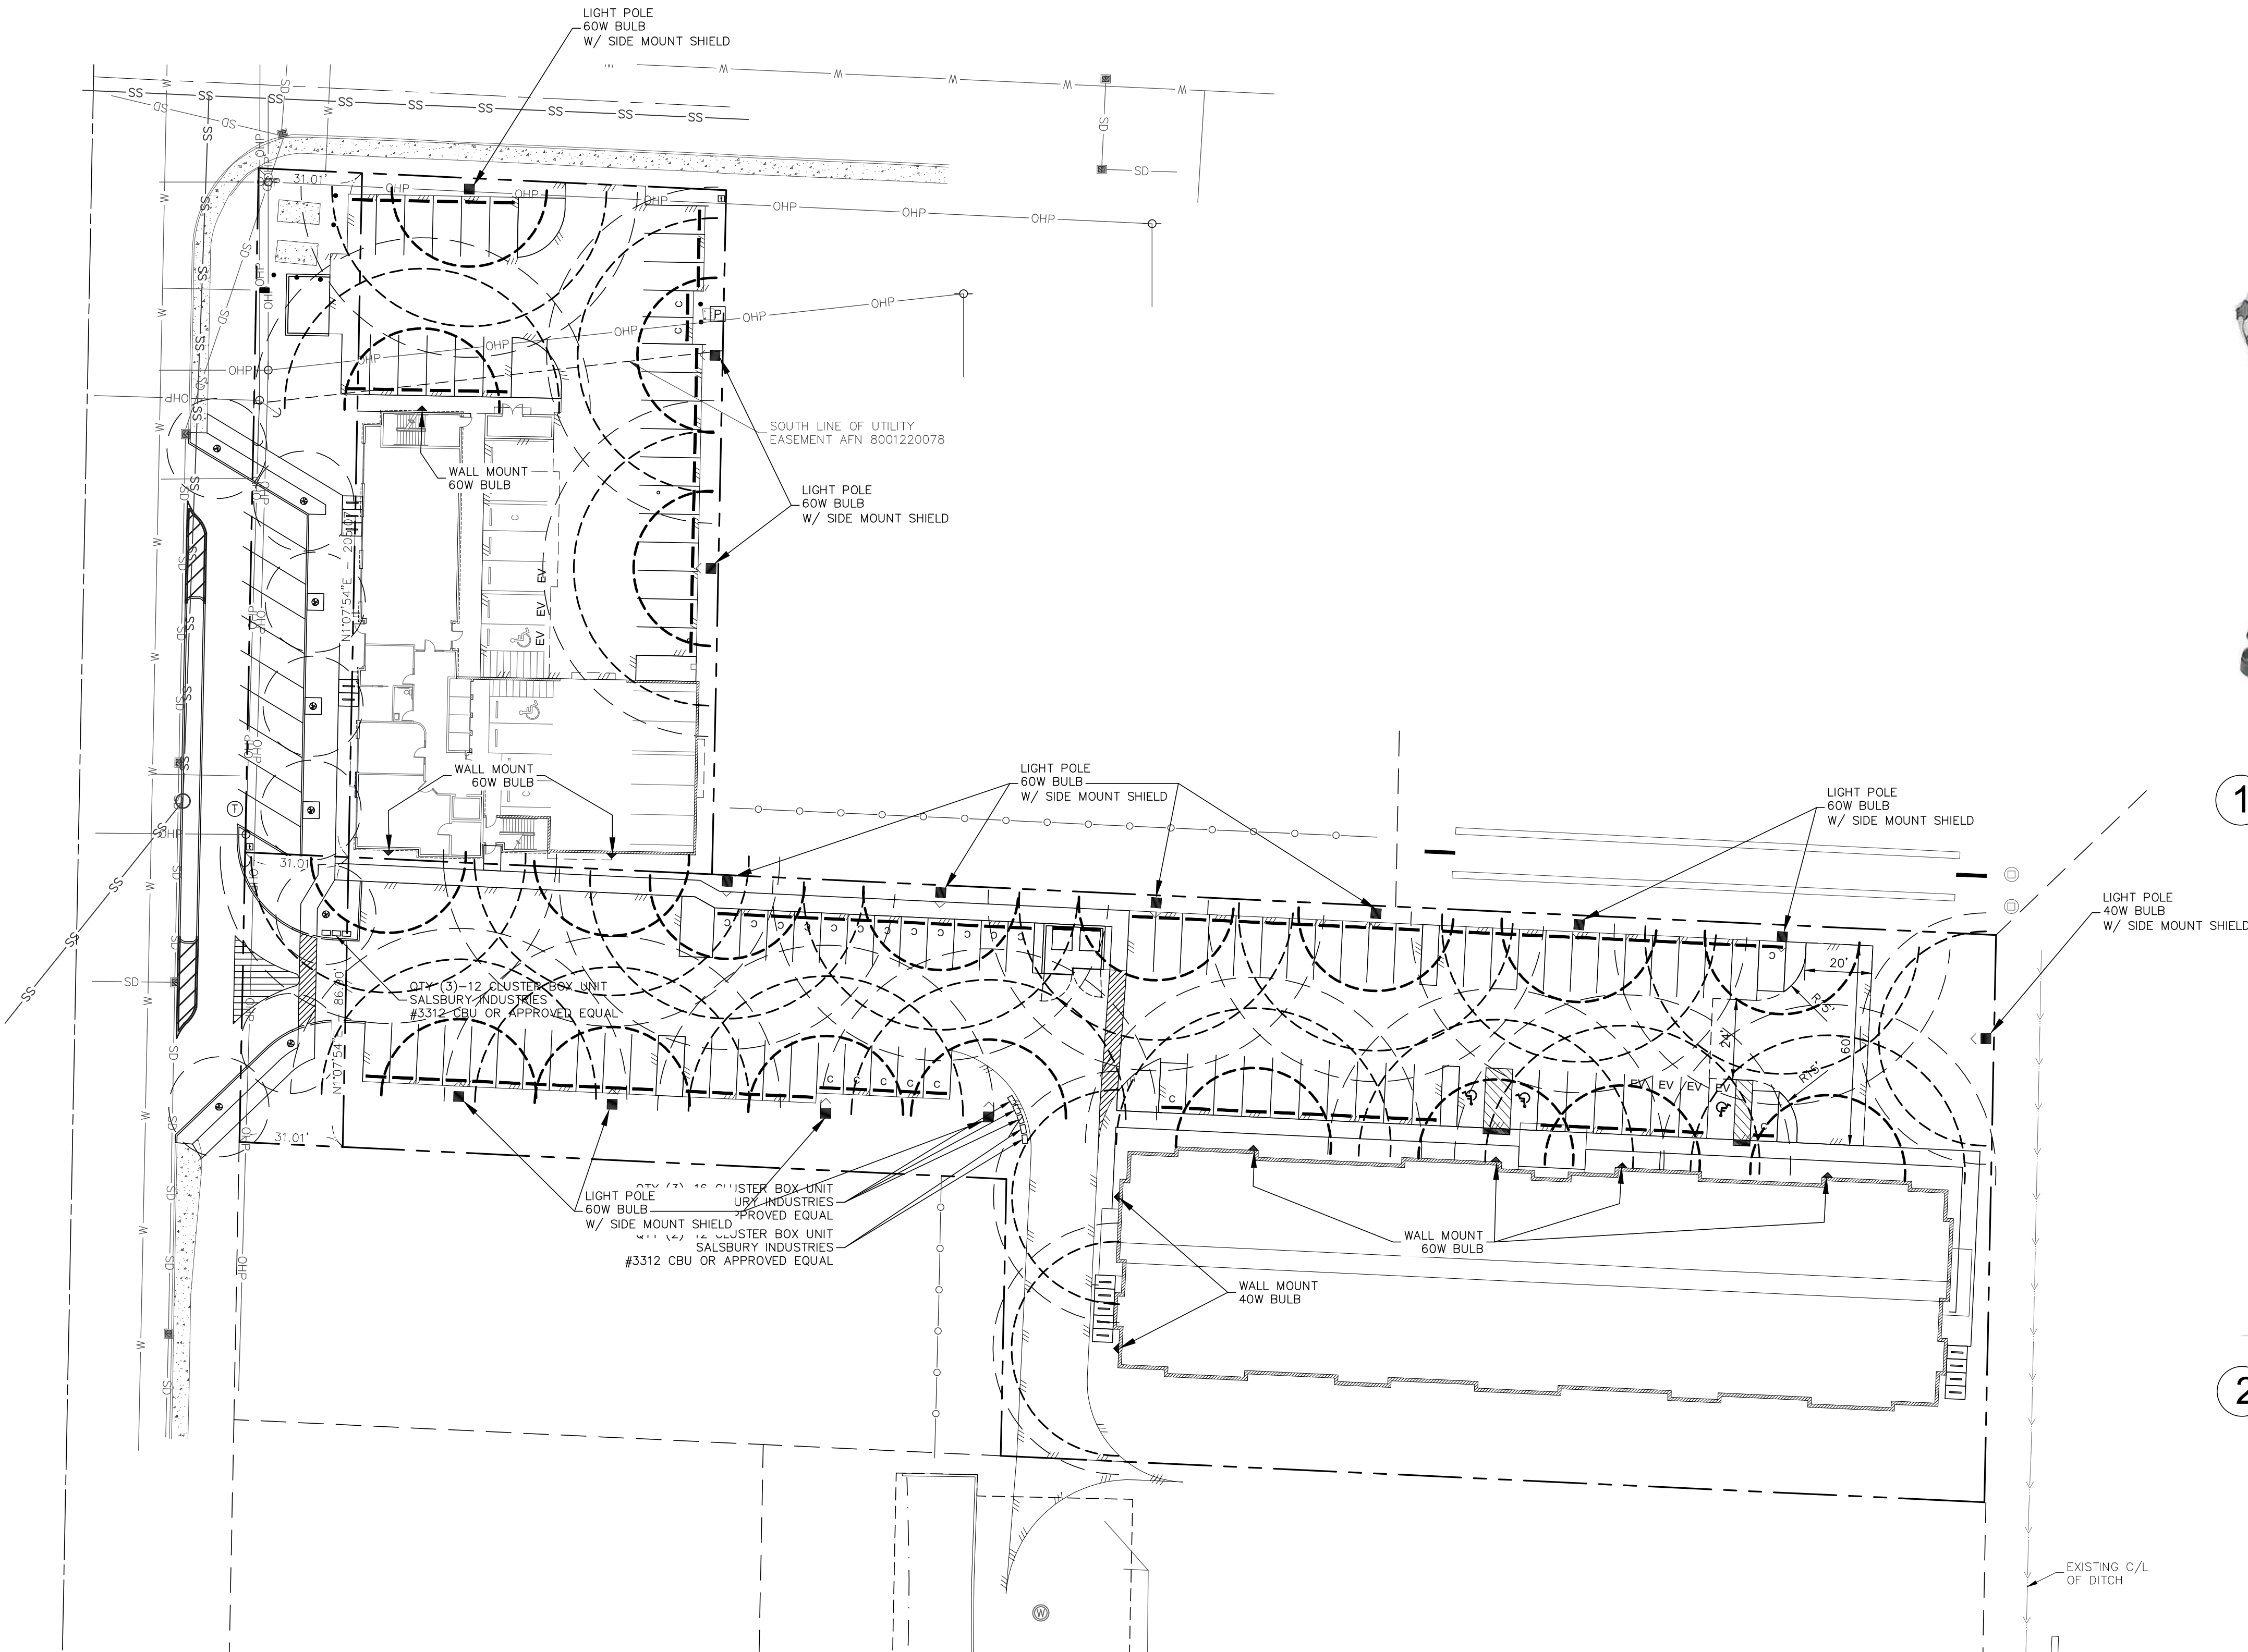 LIGHT POLE
60W BULB
W/ SIDE MOUNT SHIELD
31.01'
SOUTH LINE OF UTILITY
EASEMENT AFN 8001220078
WALL MOUNT
60W BULB
LIGHT POLE
60W BULB
W/ SIDE MOUNT SHIELD
WALL MOUNT
60W BULB
LIGHT POLE
60W BULB
W/ SIDE MOUNT SHIELD
LIGHT POLE
60W BULB
W/ SIDE MOUNT SHIELD
LIGHT POLE
40W BULB
W/ SIDE MOUNT SHIELD
31.01'
20'
R15'
24'
60'
R15'
QTY (3)-12 CLUSTER BOX UNIT
SALSBURY INDUSTRIES
#3312 CBU OR APPROVED EQUAL
31.01'
LIGHT POLE
60W BULB
W/ SIDE MOUNT SHIELD
CLUSTER BOX UNIT
SALSBURY INDUSTRIES
#3312 CBU OR APPROVED EQUAL
WALL MOUNT
60W BULB
WALL MOUNT
40W BULB
EXISTING C/L
OF DITCH
EV
EV
EV
EV
EV
EV
EV
OHP
SS
SD
W
P
T
C
1
2